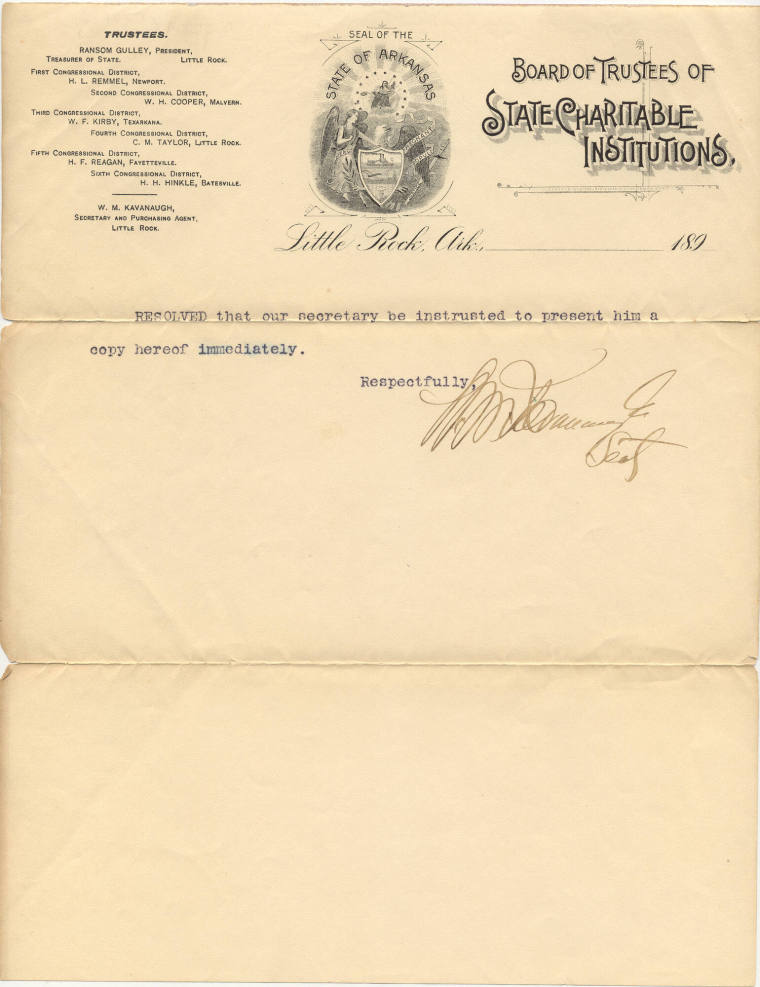 TRUSTEES.
RANSOM GULLEY, PRESIDENT,
TREASURER OF STATE. LITTLE ROCK.
FIRST CONGRESSIONAL DISTRICT,
H. L. REMMEL, NEWPORT.
SECOND CONGRESSIONAL DISTRICT,
W. H. COOPER, MALVERN.
THIRD CONGRESSIONAL DISTRICT,
W. F. KIRBY, TEXARKANA.
FOURTH CONGRESSIONAL DISTRICT,
C. M. TAYLOR, LITTLE ROCK.
FIFTH CONGRESSIONAL DISTRICT,
H. F. REAGAN, FAYETTEVILLE.
SIXTH CONGRESSIONAL DISTRICT,
H. H. HINKLE, BATESVILLE.
W. M. KAVANAUGH,
SECRETARY AND PURCHASING AGENT,
LITTLE ROCK.
SEAL OF THE
STATE OF ARKANSAS
BOARD OF TRUSTEES OF
STATE CHARITABLE
INSTITUTIONS.
Little Rock, Ark., 189
RESOLVED that our secretary be instrusted to present him a
copy hereof immediately.
Respectfully,
W M Kavanaugh